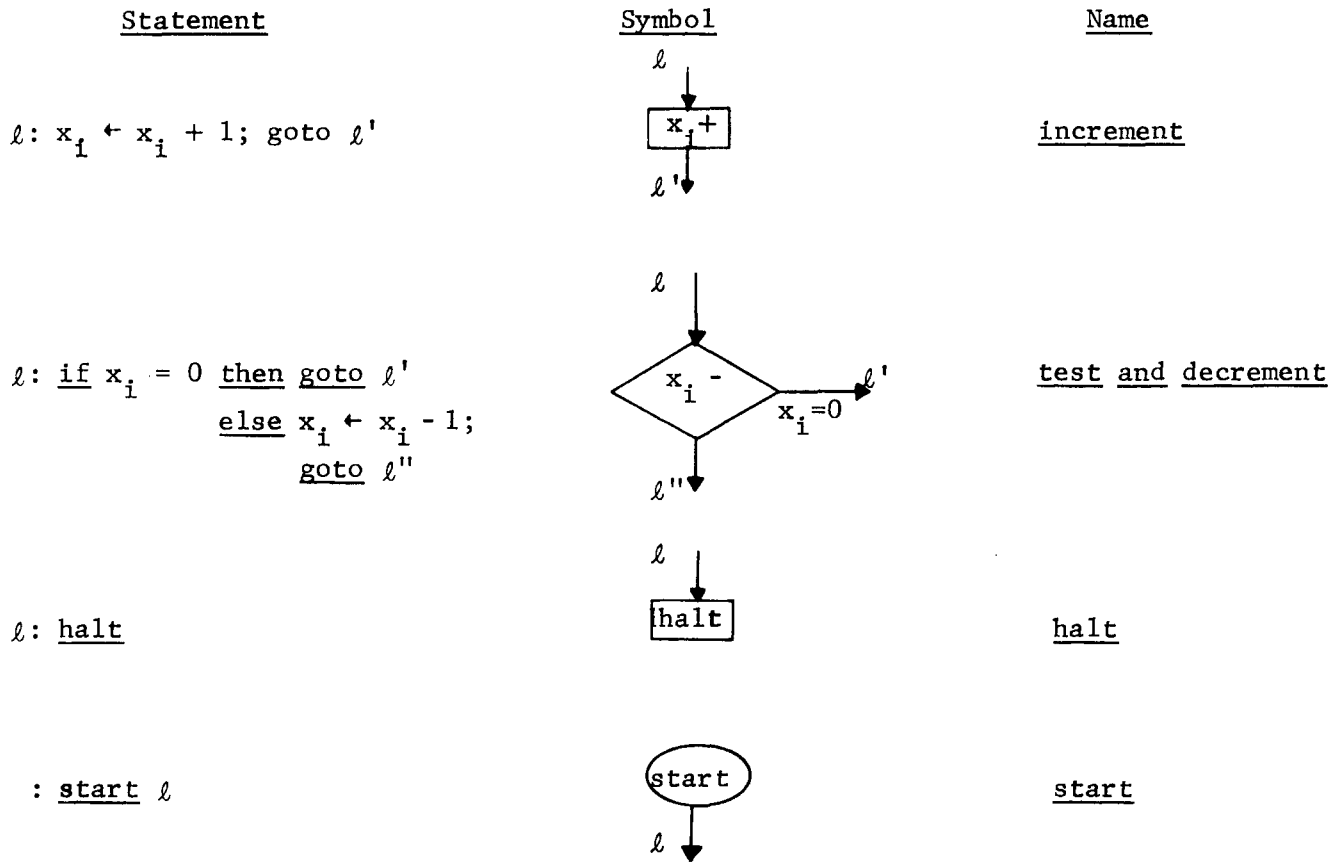 Statement Symbol Name
ℓ
ℓ: x_i ← x_i + 1; goto ℓ' x_i+ increment
ℓ'
ℓ
ℓ: if x_i = 0 then goto ℓ' x_i - ℓ' test and decrement
else x_i ← x_i - 1; x_i=0
goto ℓ" ℓ"
ℓ
ℓ: halt halt halt
: start ℓ start start
ℓ